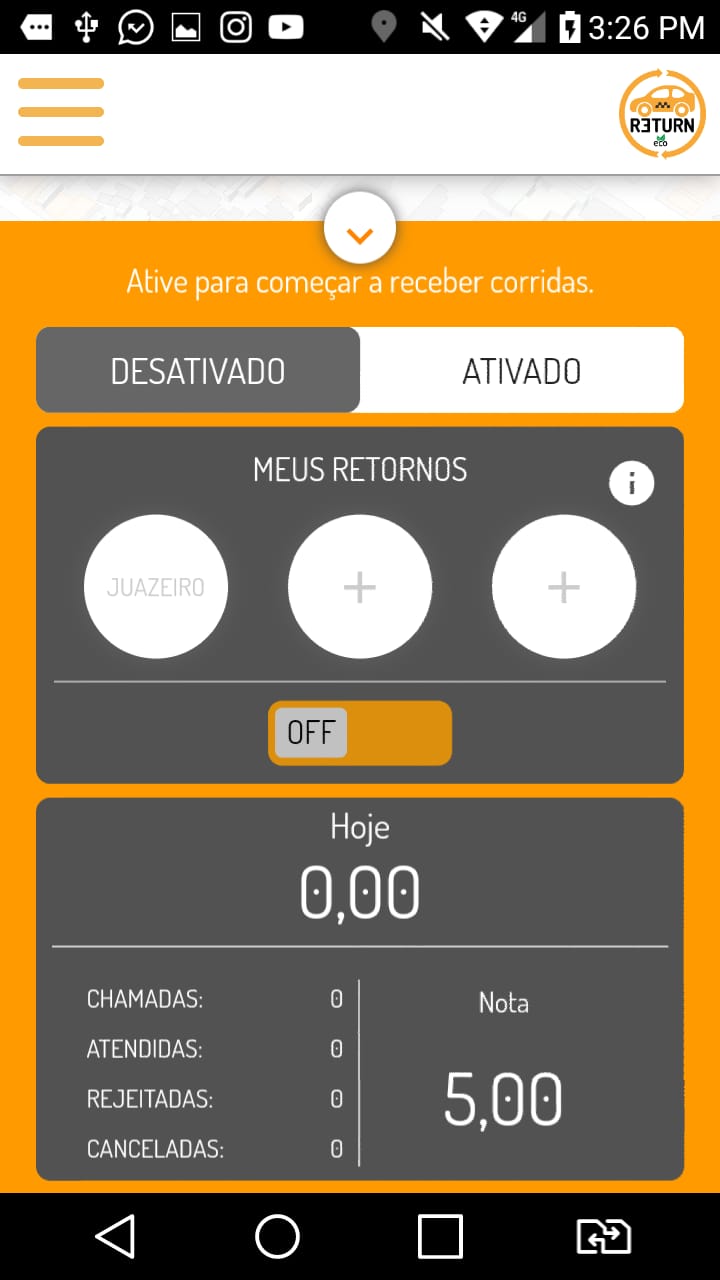 4G 3:26 PM
RƎTURN
eco
Ative para começar a receber corridas.
DESATIVADO ATIVADO
MEUS RETORNOS
i
JUAZEIRO + +
OFF
Hoje
0,00
CHAMADAS: 0
ATENDIDAS: 0
REJEITADAS: 0
CANCELADAS: 0
Nota
5,00